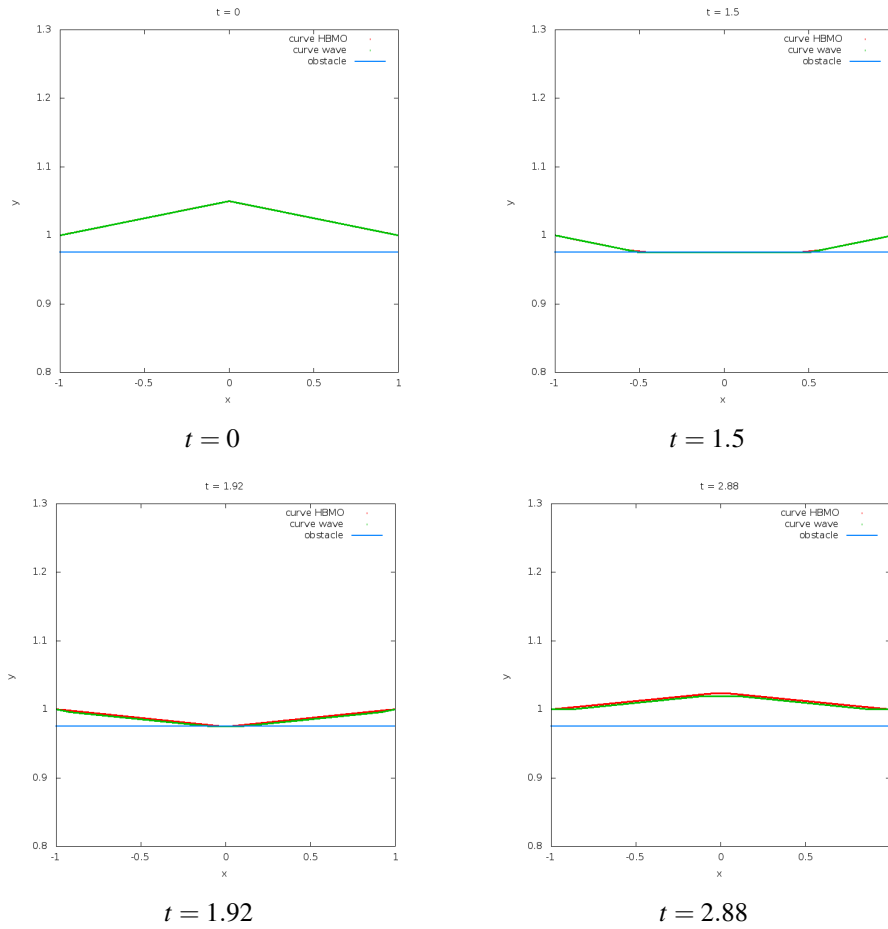 t = 0
1.3
1.2
1.1
1
0.9
0.8
y
curve HBMO
curve wave
obstacle
-1
-0.5
0
0.5
1
x
t = 0
t = 1.5
1.3
1.2
1.1
1
0.9
0.8
y
curve HBMO
curve wave
obstacle
-1
-0.5
0
0.5
x
t = 1.5
t = 1.92
1.3
1.2
1.1
1
0.9
0.8
y
curve HBMO
curve wave
obstacle
-1
-0.5
0
0.5
1
x
t = 1.92
t = 2.88
1.3
1.2
1.1
1
0.9
0.8
y
curve HBMO
curve wave
obstacle
-1
-0.5
0
0.5
x
t = 2.88